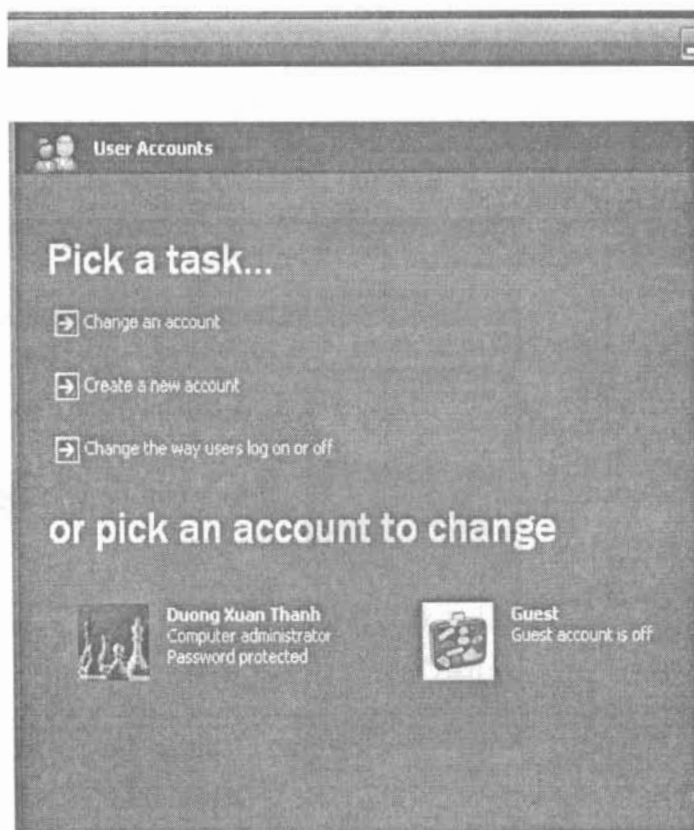 User Accounts
Pick a task...
Change an account
Create a new account
Change the way users log on or off
or pick an account to change
Duong Xuan Thanh
Computer administrator
Password protected
Guest
Guest account is off